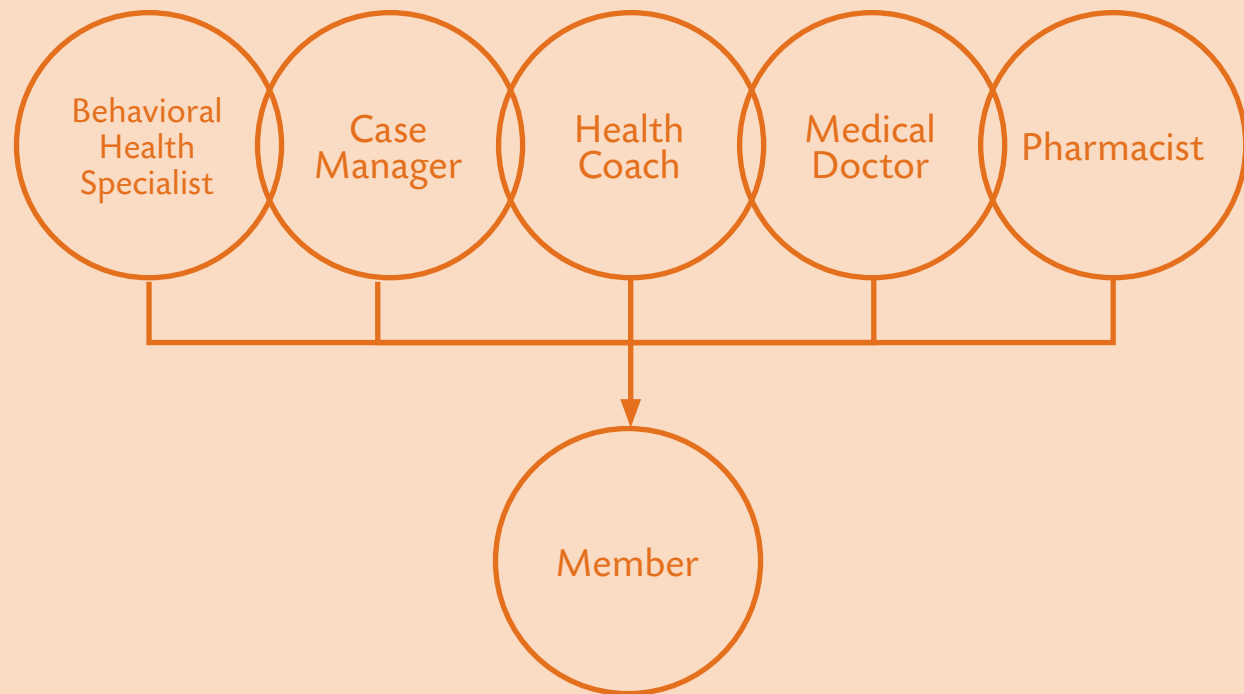 Behavioral
Health
Specialist
Case
Manager
Health
Coach
Medical
Doctor
Pharmacist
Member